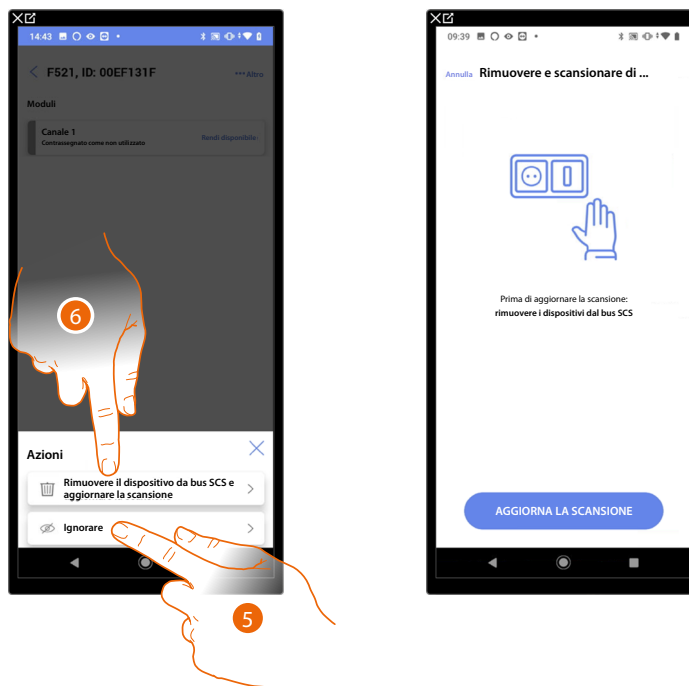 14:43
F521, ID: 00EF131F
••• Altro
Moduli
Canale 1
Contrassegnato come non utilizzato
Rendi disponibile
6
Azioni
Rimuovere il dispositivo da bus SCS e
aggiornare la scansione
Ignorare
5
09:39
Annulla Rimuovere e scansionare di ...
Prima di aggiornare la scansione:
rimuovere i dispositivi dal bus SCS
AGGIORNA LA SCANSIONE